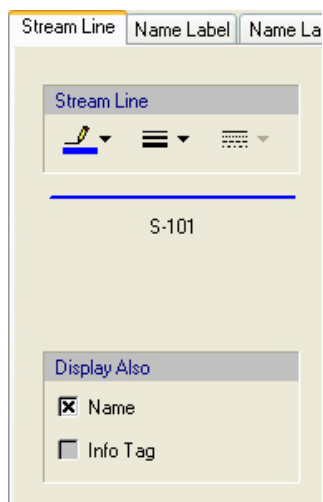 Stream Line Name Label Name La
Stream Line
S-101
Display Also
Name
Info Tag